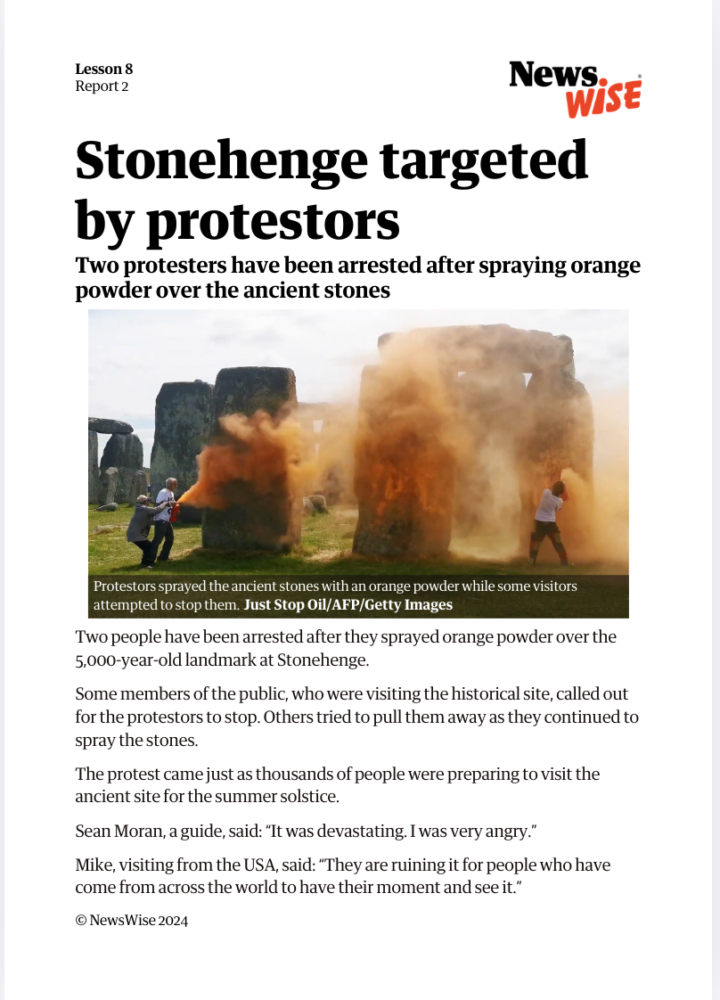 Lesson 8
Report 2
News
WiSE
Stonehenge targeted
by protestors
Two protesters have been arrested after spraying orange
powder over the ancient stones
Protestors sprayed the ancient stones with an orange powder while some visitors
attempted to stop them. Just Stop Oil/AFP/Getty Images
Two people have been arrested after they sprayed orange powder over the
5,000-year-old landmark at Stonehenge.
Some members of the public, who were visiting the historical site, called out
for the protestors to stop. Others tried to pull them away as they continued to
spray the stones.
The protest came just as thousands of people were preparing to visit the
ancient site for the summer solstice.
Sean Moran, a guide, said: “It was devastating. I was very angry.”
Mike, visiting from the USA, said: “They are ruining it for people who have
come from across the world to have their moment and see it.”
© NewsWise 2024